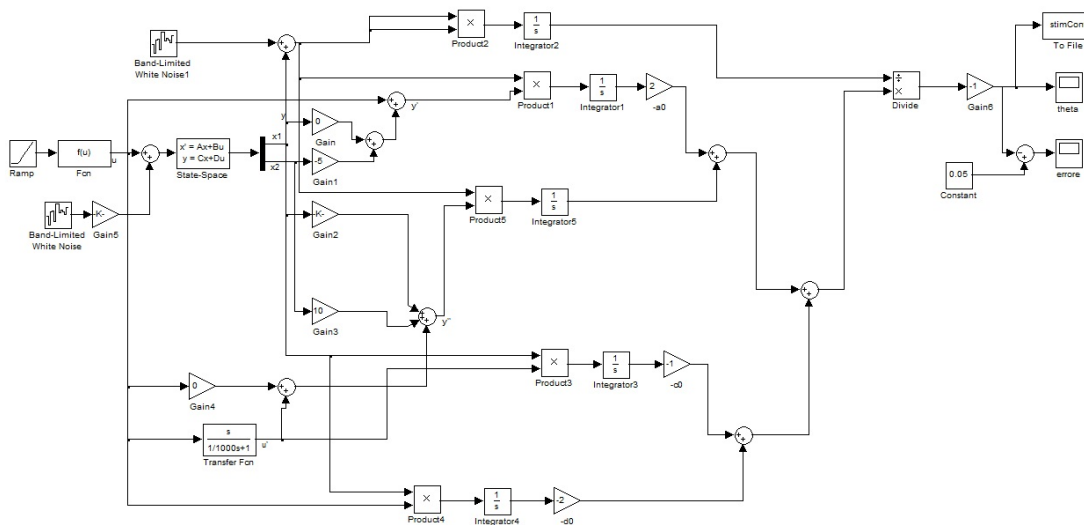 Band-Limited
White Noise1
×
Product2
1
s
Integrator2
stimCon
To File
×
Product1
1
s
Integrator1
2
-a0
÷
×
Divide
-1
Gain6
theta
y'
y
0
Gain
x1
x2
-5
Gain1
Ramp
f(u)
Fcn
u
x' = Ax+Bu
y = Cx+Du
State-Space
0.05
Constant
errore
×
Product5
1
s
Integrator5
Band-Limited
White Noise
-K-
Gain5
-K-
Gain2
10
Gain3
y''
×
Product3
1
s
Integrator3
-1
-c0
0
Gain4
s
1/1000s+1
Transfer Fcn
u'
×
Product4
1
s
Integrator4
-2
-d0